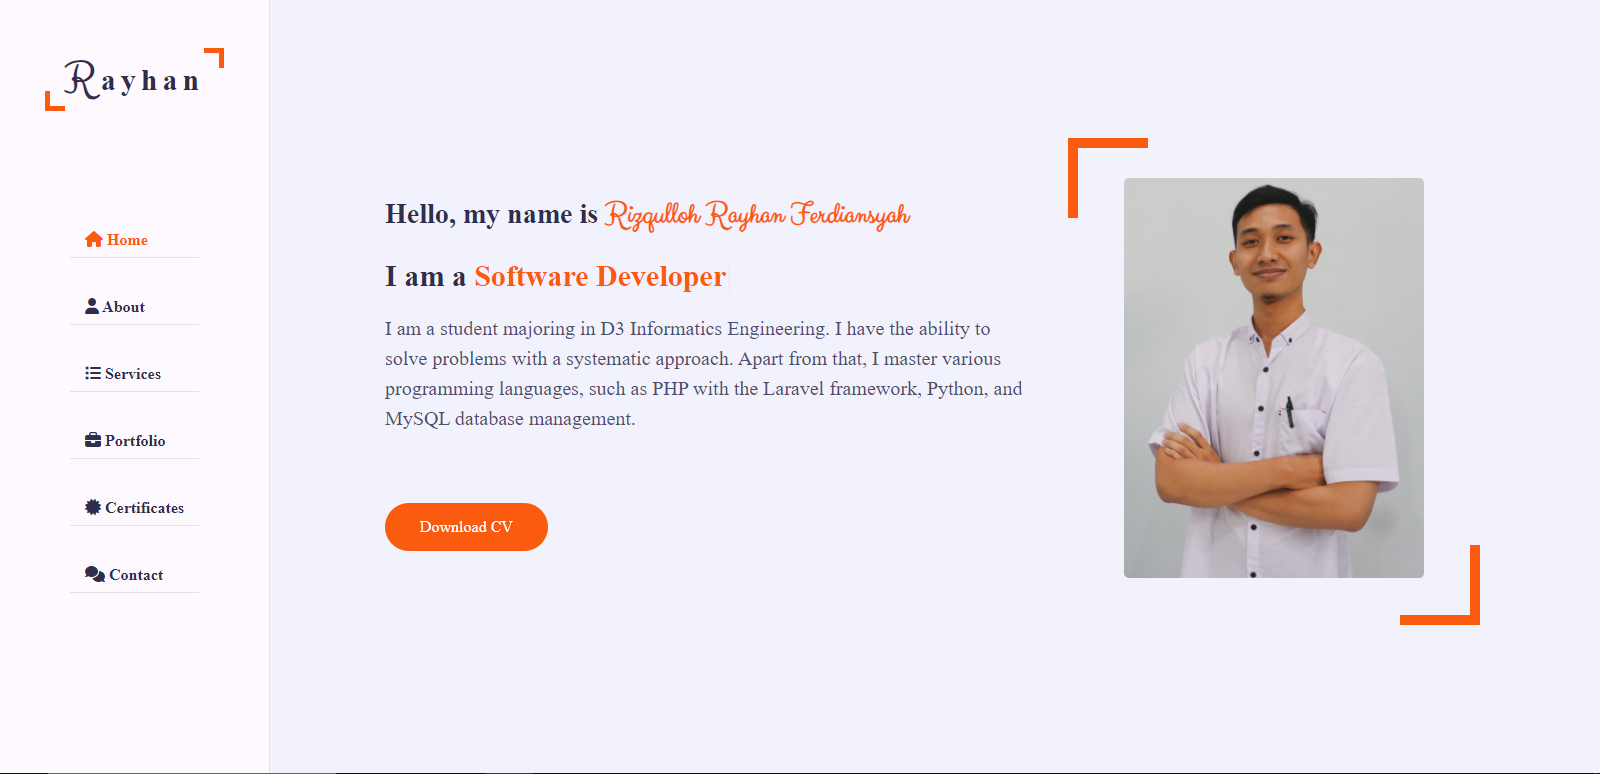 Rayhan
Home
About
Services
Portfolio
Certificates
Contact
Hello, my name is Rizqulloh Rayhan Ferdiansyah
I am a Software Developer
I am a student majoring in D3 Informatics Engineering. I have the ability to
solve problems with a systematic approach. Apart from that, I master various
programming languages, such as PHP with the Laravel framework, Python, and
MySQL database management.
Download CV